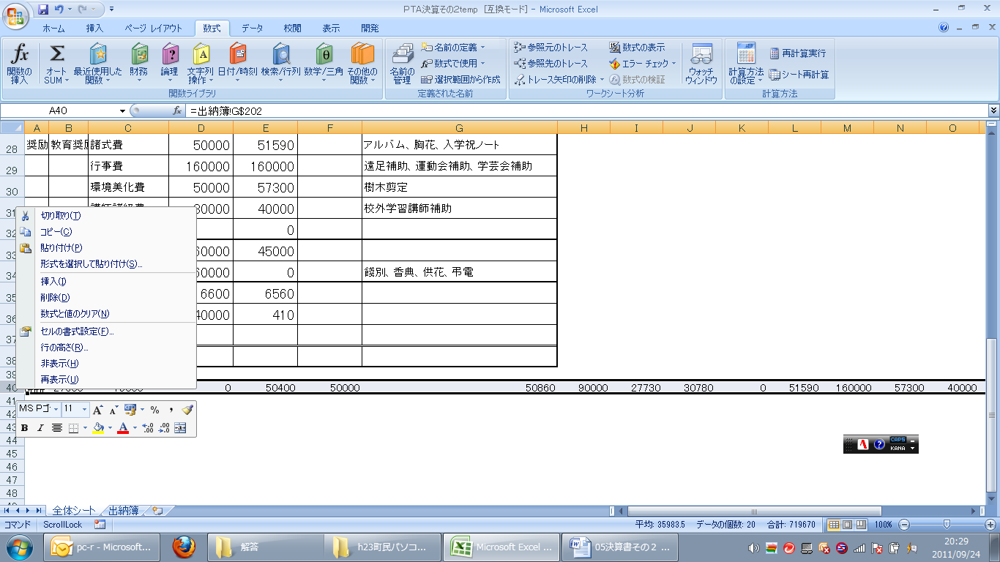 PTA決算その2temp [互換モード] - Microsoft Excel
ホーム 挿入 ページ レイアウト 数式 データ 校閲 表示 開発
関数の挿入 オート SUM 最近使用した関数 財務 論理 文字列操作 日付/時刻 検索/行列 数学/三角 その他の関数
関数ライブラリ
名前の管理 名前の定義 数式で使用 選択範囲から作成
定義された名前
参照元のトレース 参照先のトレース トレース矢印の削除 数式の表示 エラー チェック 数式の検証 ウォッチ ウィンドウ
ワークシート分析
計算方法の設定 再計算実行 シート再計算
計算方法
A40 fx =出納簿!G$202
A B C D E F G H I J K L M N O
28 奨励 教育奨 諸式費 50000 51590 アルバム、胸花、入学祝ノート
29 行事費 160000 160000 遠足補助、運動会補助、学芸会補助
30 環境美化費 50000 57300 樹木剪定
31 40000 校外学習講師補助
32 0
33 45000
34 0 餞別、香典、供花、弔電
35 6600 6560
36 410
37
38
39
40 0 50400 50000 50860 90000 27730 30780 0 51590 160000 57300 40000
41
42
43
44
45
46
47
48
切り取り(T)
コピー(C)
貼り付け(P)
形式を選択して貼り付け(S)...
挿入(I)
削除(D)
数式と値のクリア(N)
セルの書式設定(F)...
行の高さ(R)...
非表示(H)
再表示(U)
MS Pゴ 11 A A % ,
B I A
A ? CAPS KANA
全体シート 出納簿
コマンド ScrollLock 平均: 35983.5 データの個数: 20 合計: 719670 100%
pc-r - Microsoft... 解答 h23町民パソコ... Microsoft Excel ... 05決算書その2 ... 20:29
2011/09/24